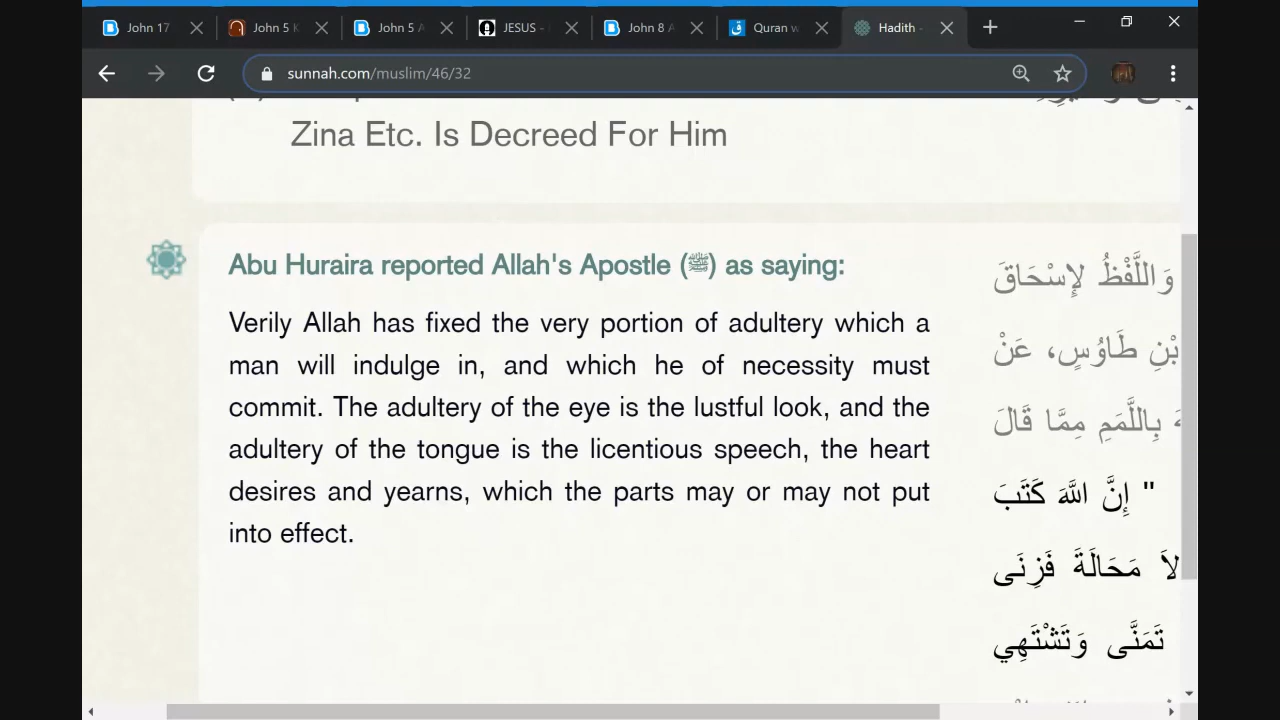 John 17
John 5 K
John 5 A
JESUS -
John 8 A
Quran w
Hadith -
sunnah.com/muslim/46/32
Zina Etc. Is Decreed For Him
Abu Huraira reported Allah's Apostle (ﷺ) as saying:
Verily Allah has fixed the very portion of adultery which a
man will indulge in, and which he of necessity must
commit. The adultery of the eye is the lustful look, and the
adultery of the tongue is the licentious speech, the heart
desires and yearns, which the parts may or may not put
into effect.
وَاللَّفْظُ لإِسْحَاقَ
بْنِ طَاوُسٍ، عَنْ
بِاللَّمَمِ مِمَّا قَالَ
" إِنَّ اللَّهَ كَتَبَ
لاَ مَحَالَةَ فَزِنَى
تَمَنَّى وَتَشْتَهِي